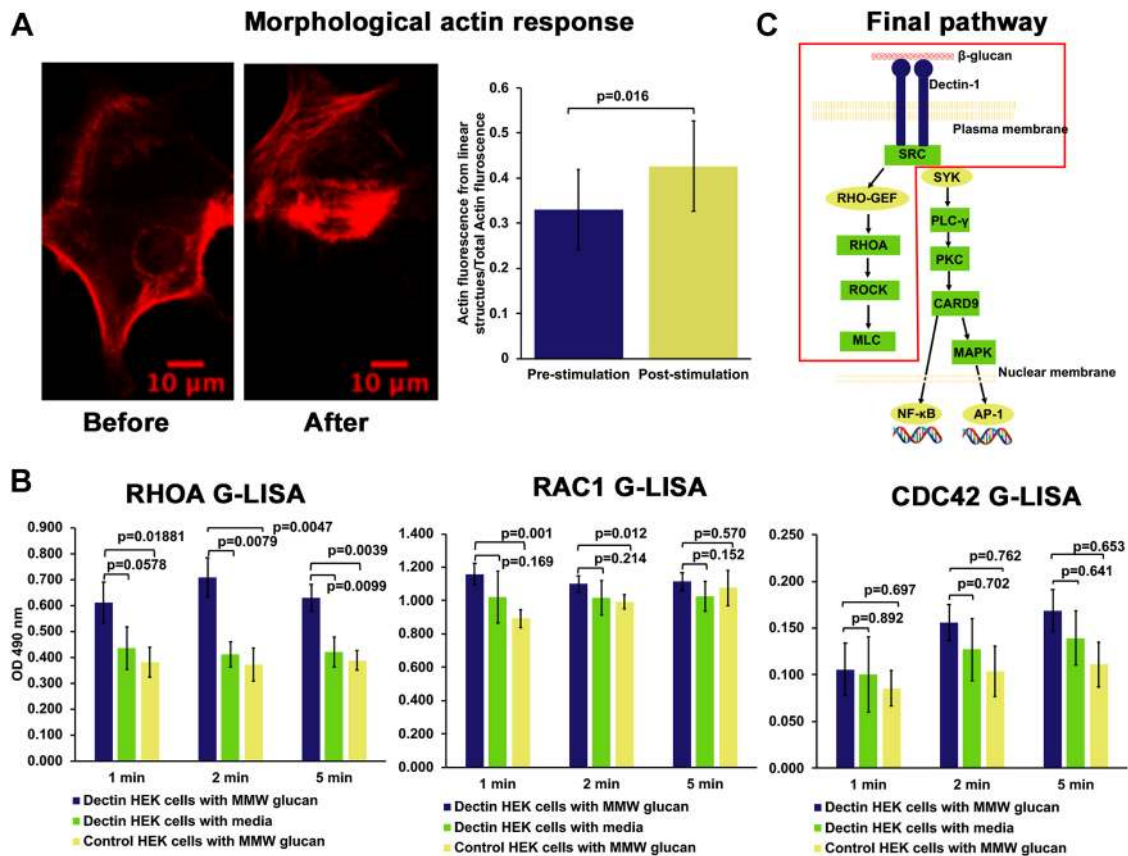 A
Morphological actin response
10 μm
10 μm
Before
After
Actin fluorescence from linear
structues/Total Actin fluroscence
0.6
0.5
0.4
0.3
0.2
0.1
0
p=0.016
Pre-stimulation
Post-stimulation
C
Final pathway
β-glucan
Dectin-1
Plasma membrane
SRC
SYK
RHO-GEF
PLC-γ
RHOA
PKC
ROCK
CARD9
MLC
MAPK
Nuclear membrane
NF-κB
AP-1
B
RHOA G-LISA
OD 490 nm
0.900
0.800
0.700
0.600
0.500
0.400
0.300
0.200
0.100
0.000
p=0.01881
p=0.0578
p=0.0047
p=0.0079
p=0.0039
p=0.0099
1 min
2 min
5 min
Dectin HEK cells with MMW glucan
Dectin HEK cells with media
Control HEK cells with MMW glucan
RAC1 G-LISA
1.400
1.200
1.000
0.800
0.600
0.400
0.200
0.000
p=0.001
p=0.169
p=0.012
p=0.214
p=0.570
p=0.152
1 min
2 min
5 min
Dectin HEK cells with MMW glucan
Dectin HEK cells with media
Control HEK cells with MMW glucan
CDC42 G-LISA
0.250
0.200
0.150
0.100
0.050
0.000
p=0.697
p=0.892
p=0.762
p=0.702
p=0.653
p=0.641
1 min
2 min
5 min
Dectin HEK cells with MMW glucan
Dectin HEK cells with media
Control HEK cells with MMW glucan